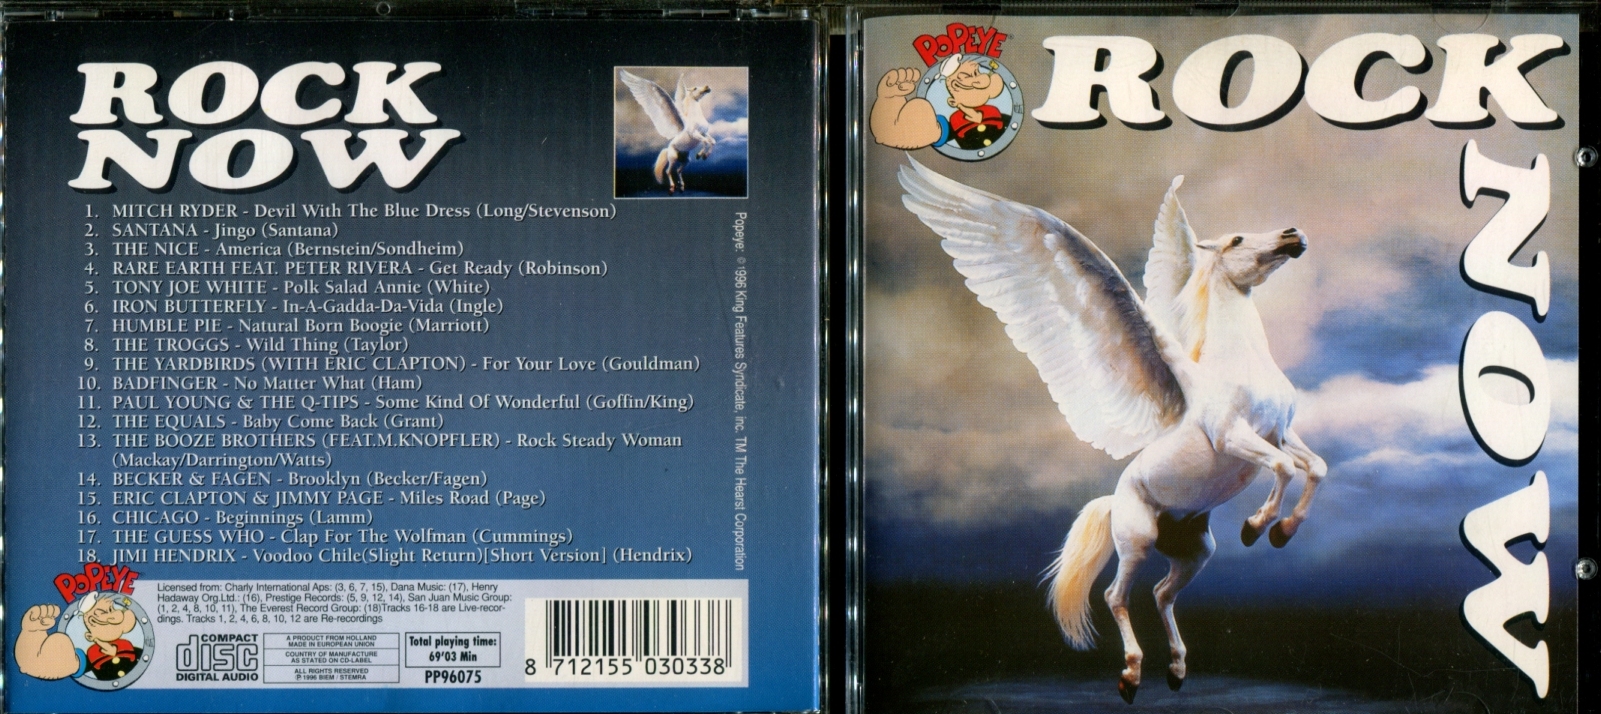 ROCK
NOW
1. MITCH RYDER - Devil With The Blue Dress (Long/Stevenson)
2. SANTANA - Jingo (Santana)
3. THE NICE - America (Bernstein/Sondheim)
4. RARE EARTH FEAT. PETER RIVERA - Get Ready (Robinson)
5. TONY JOE WHITE - Polk Salad Annie (White)
6. IRON BUTTERFLY - In-A-Gadda-Da-Vida (Ingle)
7. HUMBLE PIE - Natural Born Boogie (Marriott)
8. THE TROGGS - Wild Thing (Taylor)
9. THE YARDBIRDS (WITH ERIC CLAPTON) - For Your Love (Gouldman)
10. BADFINGER - No Matter What (Ham)
11. PAUL YOUNG & THE Q-TIPS - Some Kind Of Wonderful (Goffin/King)
12. THE EQUALS - Baby Come Back (Grant)
13. THE BOOZE BROTHERS (FEAT.M.KNOPFLER) - Rock Steady Woman
(Mackay/Darrington/Watts)
14. BECKER & FAGEN - Brooklyn (Becker/Fagen)
15. ERIC CLAPTON & JIMMY PAGE - Miles Road (Page)
16. CHICAGO - Beginnings (Lamm)
17. THE GUESS WHO - Clap For The Wolfman (Cummings)
18. JIMI HENDRIX - Voodoo Chile(Slight Return)[Short Version] (Hendrix)
Popeye: © 1996 King Features Syndicate, inc. TM The Hearst Corporation
POPEYE
Licensed from: Charly International Aps: (3, 6, 7, 15), Dana Music: (17), Henry
Hadaway Org.Ltd.: (16), Prestige Records: (5, 9, 12, 14), San Juan Music Group:
(1, 2, 4, 8, 10, 11), The Everest Record Group: (18)Tracks 16-18 are Live-recor-
dings. Tracks 1, 2, 4, 6, 8, 10, 12 are Re-recordings
COMPACT
disc
DIGITAL AUDIO
A PRODUCT FROM HOLLAND
MADE IN EUROPEAN UNION
COUNTRY OF MANUFACTURE
AS STATED ON CD-LABEL
ALL RIGHTS RESERVED
℗ 1996 BIEM / STEMRA
Total playing time:
69'03 Min
PP96075
8 712155 030338
POPEYE®
ROCK
NOW